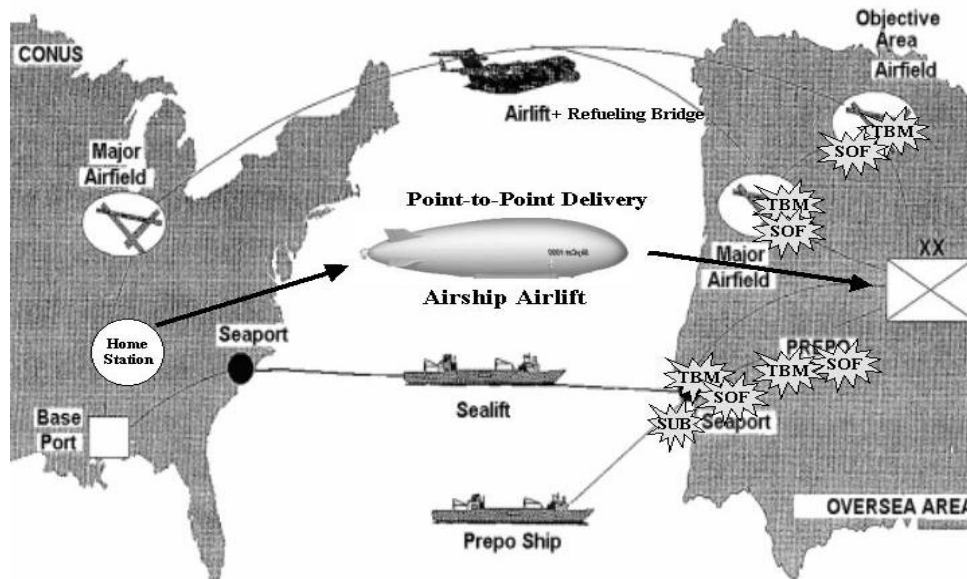 CONUS
Objective
Area
Airfield
Airlift + Refueling Bridge
TBM
SOF
Major
Airfield
Point-to-Point Delivery
TBM
SOF
XX
Major
Airfield
Airship Airlift
Home
Station
Seaport
PREPO
TBM
SOF
TBM
SOF
Sealift
Base
Port
SUB
Seaport
OVERSEA AREA
Prepo Ship